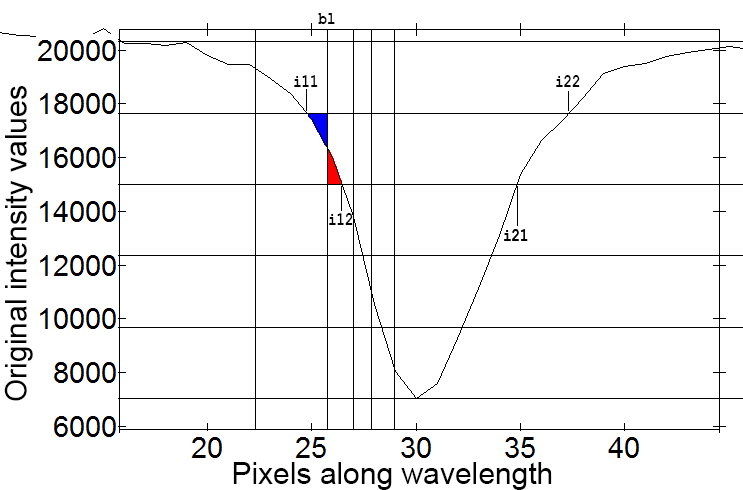 b1
20000
18000
16000
14000
12000
10000
8000
6000
i11
i22
i12
i21
20
25
30
35
40
Original intensity values
Pixels along wavelength